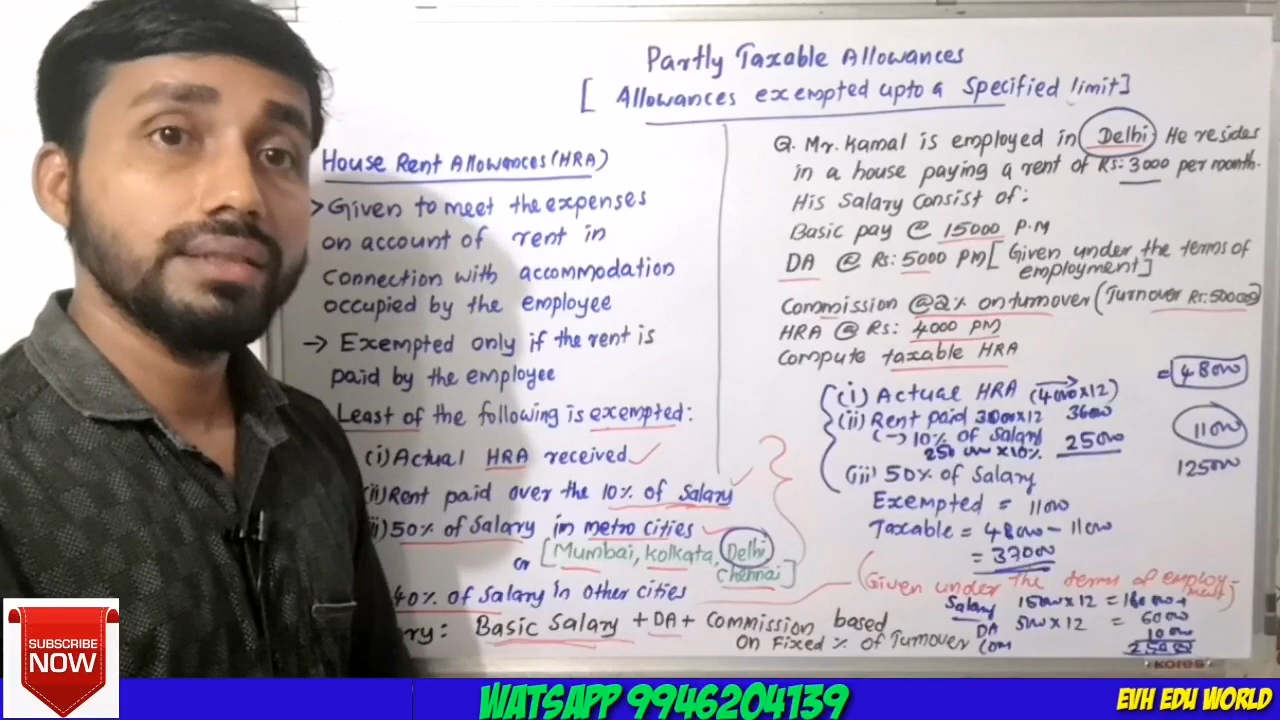 Partly Taxable Allowances
[ Allowances exempted upto a Specified limit]
House Rent Allowances (HRA)
>Given to meet the expenses
on account of rent in
connection with accommodation
occupied by the employee
→ Exempted only if the rent is
paid by the employee
Least of the following is exempted:
(i) Actual HRA received
(ii) Rent paid over the 10% of Salary
i) 50% of Salary in metro cities
or [Mumbai, Kolkata, Delhi,
Chennai]
40% of Salary in other cities
ary: Basic Salary + DA + Commission based
on Fixed % of Turnover
Q. Mr. Kamal is employed in Delhi He resides
in a house paying a rent of Rs: 3000 per month.
His Salary Consist of:
Basic pay @ 15000 P.M
DA @ Rs: 5000 PM [Given under the terms of
employment]
Commission @2% on turnover (Turnover Rs:
HRA @ Rs: 4000 PM
Compute taxable HRA
(i) Actual HRA (4000x12) = 48000
(ii) Rent paid 3000x12 36000
(-) 10% of Salary 25000 11000
250000x10%
(iii) 50% of Salary 125000
Exempted = 11000
Taxable = 48000 - 11000
= 37000
(Given under the terms of employ-
ment)
Salary 15000x12 =
DA 5000x12 = 60000
Com 10000
kores
SUBSCRIBE
NOW
WATSAPP 9946204139
EVH EDU WORLD